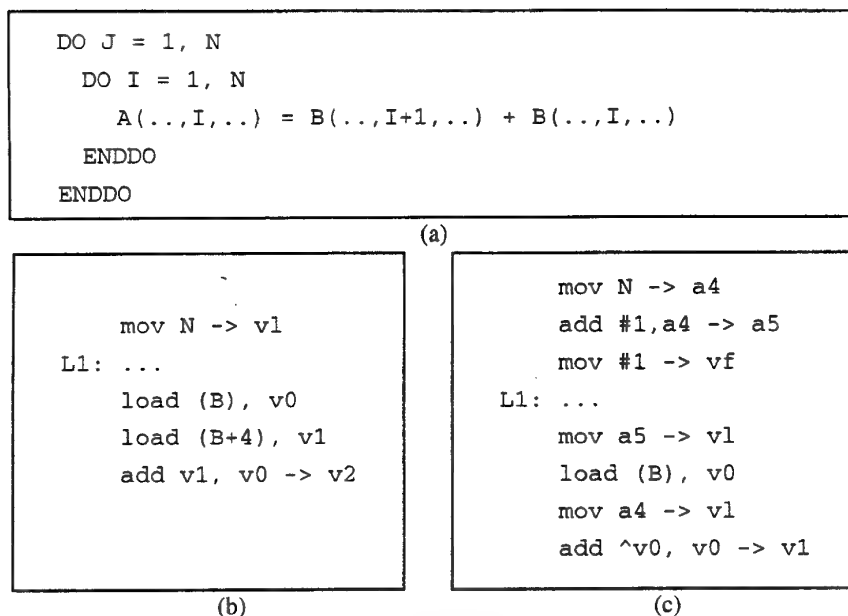 DO J = 1, N
DO I = 1, N
A(..,I,..) = B(..,I+1,..) + B(..,I,..)
ENDDO
ENDDO
(a)
mov N -> vl
L1: ...
load (B), v0
load (B+4), v1
add v1, v0 -> v2
(b)
mov N -> a4
add #1,a4 -> a5
mov #1 -> vf
L1: ...
mov a5 -> vl
load (B), v0
mov a4 -> vl
add ^v0, v0 -> v1
(c)